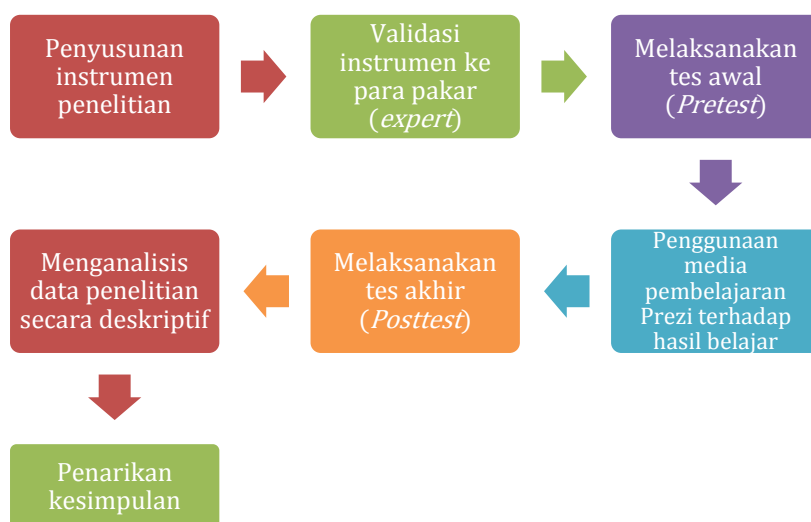 Penyusunan
instrumen
penelitian
Validasi
instrumen ke
para pakar
(expert)
Melaksanakan
tes awal
(Pretest)
Penggunaan
media
pembelajaran
Prezi terhadap
hasil belajar
Melaksanakan
tes akhir
(Posttest)
Menganalisis
data penelitian
secara deskriptif
Penarikan
kesimpulan